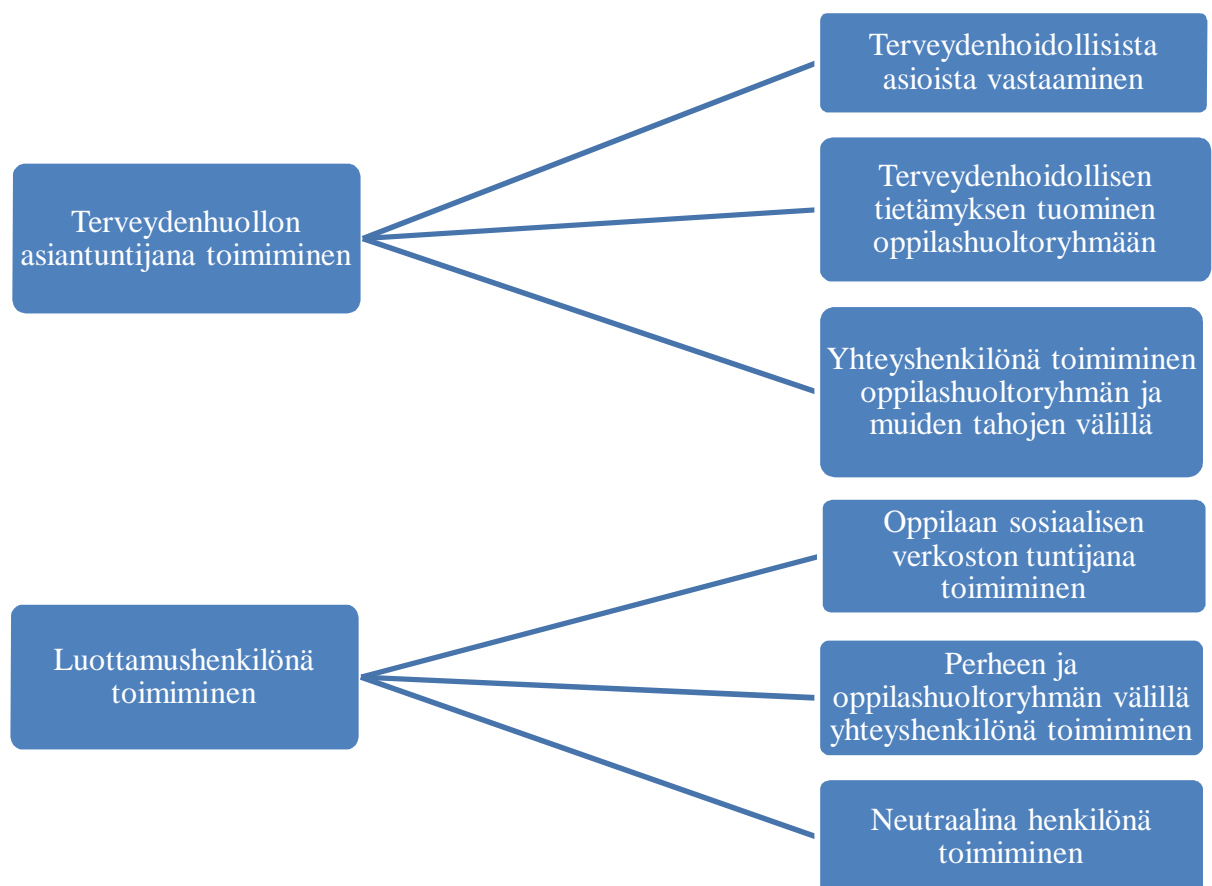 Terveydenhuollon
asiantuntijana toimiminen
Terveydenhoidollisista
asioista vastaaminen
Terveydenhoidollisen
tietämyksen tuominen
oppilashuoltoryhmään
Yhteyshenkilönä toimiminen
oppilashuoltoryhmän ja
muiden tahojen välillä
Luottamushenkilönä
toimiminen
Oppilaan sosiaalisen
verkoston tuntijana
toimiminen
Perheen ja
oppilashuoltoryhmän välillä
yhteyshenkilönä toimiminen
Neutraalina henkilönä
toimiminen